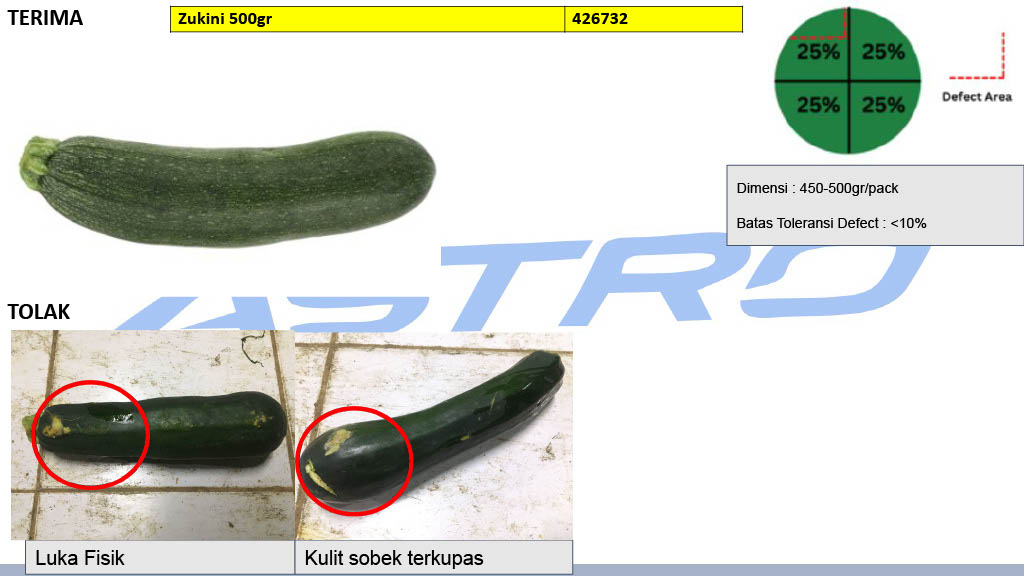 TERIMA
Zukini 500gr 426732
25% 25%
25% 25%
Defect Area
Dimensi : 450-500gr/pack
Batas Toleransi Defect : <10%
ASTRO
TOLAK
Luka Fisik
Kulit sobek terkupas